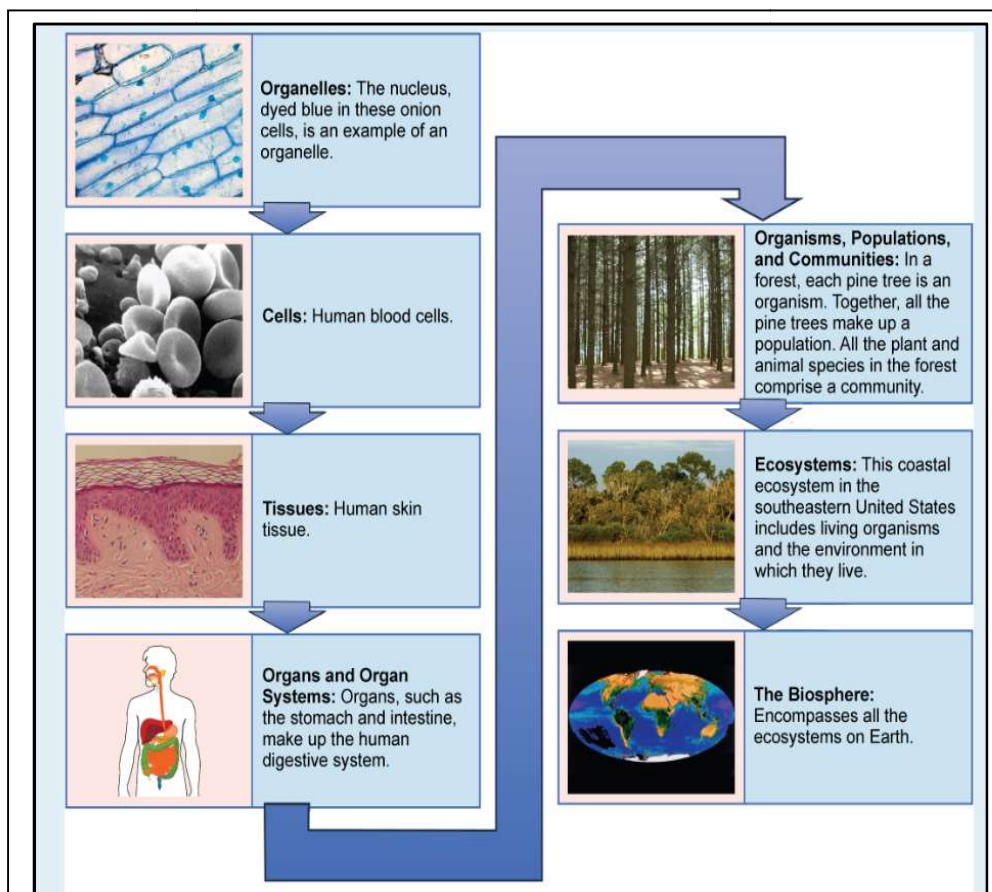 Organelles: The nucleus,
dyed blue in these onion
cells, is an example of an
organelle.
Cells: Human blood cells.
Tissues: Human skin
tissue.
Organs and Organ
Systems: Organs, such as
the stomach and intestine,
make up the human
digestive system.
Organisms, Populations,
and Communities: In a
forest, each pine tree is an
organism. Together, all the
pine trees make up a
population. All the plant and
animal species in the forest
comprise a community.
Ecosystems: This coastal
ecosystem in the
southeastern United States
includes living organisms
and the environment in
which they live.
The Biosphere:
Encompasses all the
ecosystems on Earth.